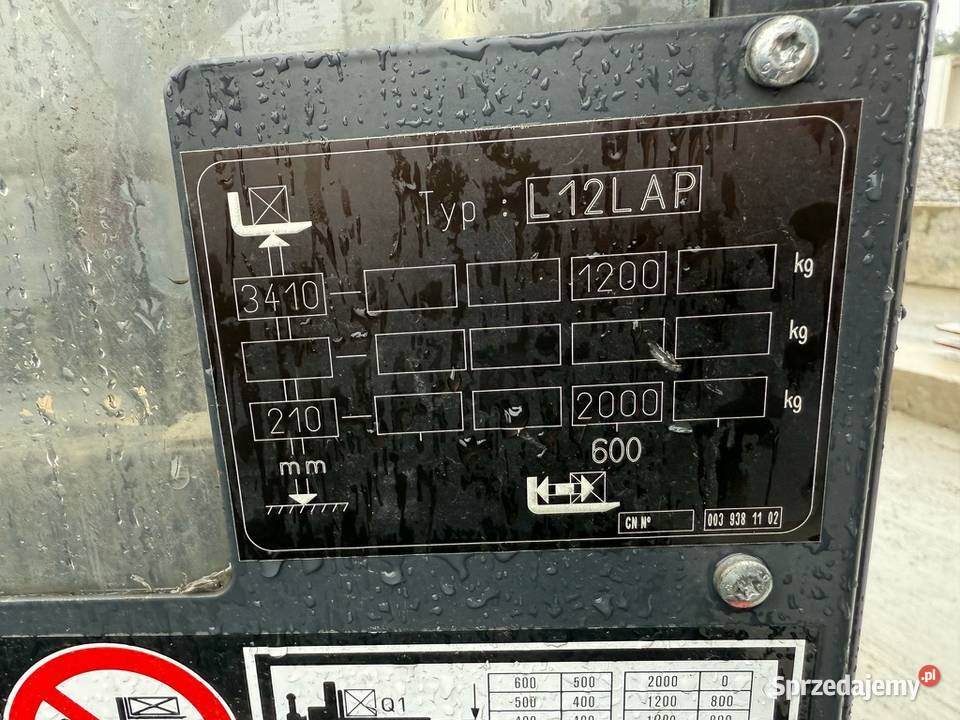 Typ : L12LAP
3410 1200 kg
kg
210 2000 kg
mm 600
CN Nº 003 938 11 02
Q1
600 500 2000 0
500 400 1200 800
Sprzedajemy.pl